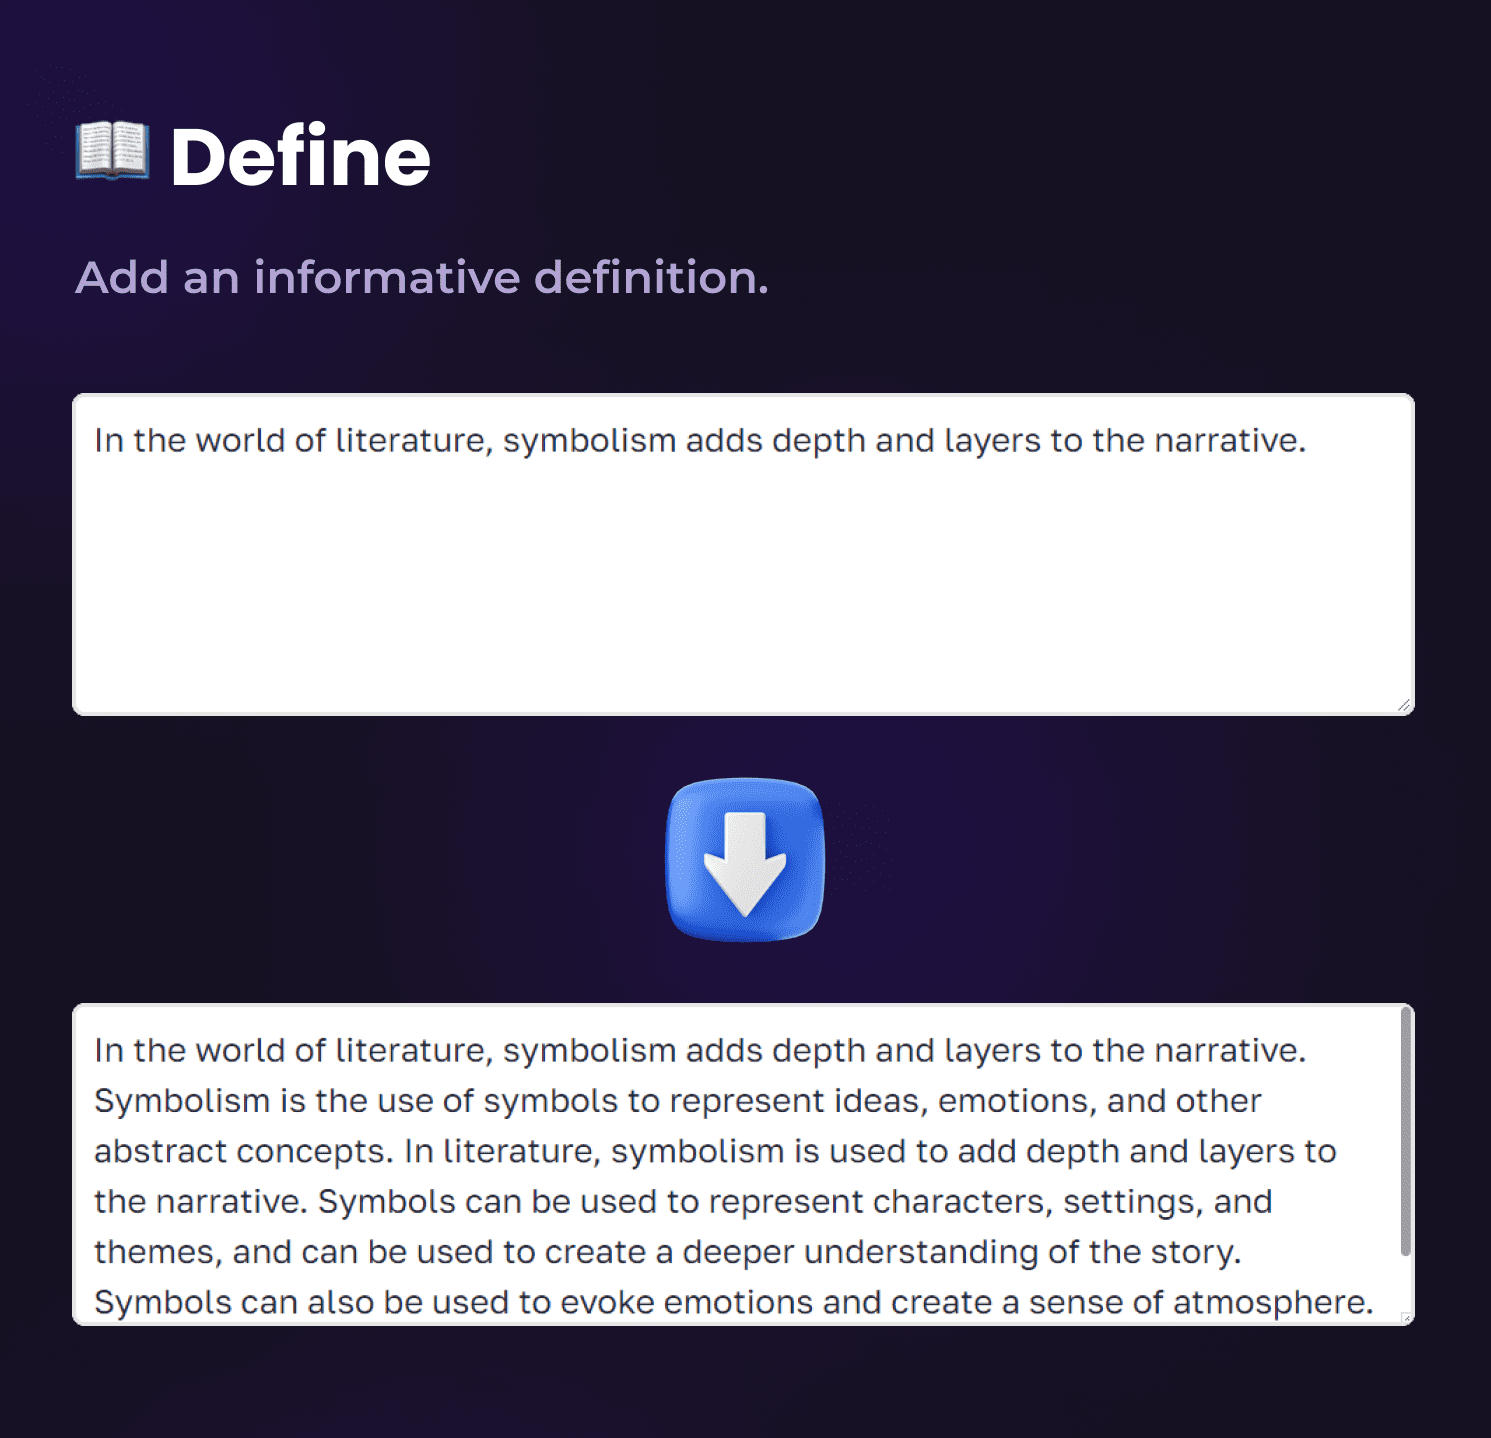 Define
Add an informative definition.
In the world of literature, symbolism adds depth and layers to the narrative.
In the world of literature, symbolism adds depth and layers to the narrative.
Symbolism is the use of symbols to represent ideas, emotions, and other
abstract concepts. In literature, symbolism is used to add depth and layers to
the narrative. Symbols can be used to represent characters, settings, and
themes, and can be used to create a deeper understanding of the story.
Symbols can also be used to evoke emotions and create a sense of atmosphere.